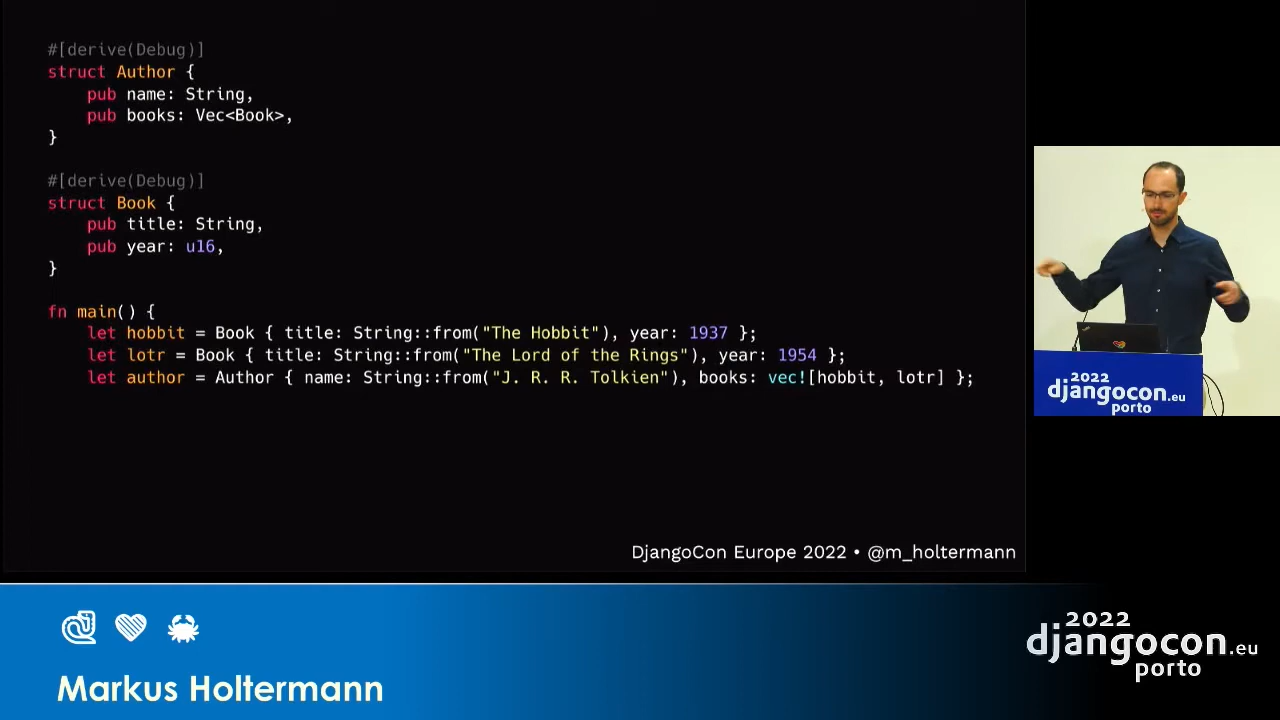 #[derive(Debug)]
struct Author {
    pub name: String,
    pub books: Vec<Book>,
}
#[derive(Debug)]
struct Book {
    pub title: String,
    pub year: u16,
}
fn main() {
    let hobbit = Book { title: String::from("The Hobbit"), year: 1937 };
    let lotr = Book { title: String::from("The Lord of the Rings"), year: 1954 };
    let author = Author { name: String::from("J. R. R. Tolkien"), books: vec![hobbit, lotr] };
DjangoCon Europe 2022 • @m_holtermann
2022
djangocon.eu
porto
Markus Holtermann
2022
djangocon.eu
porto